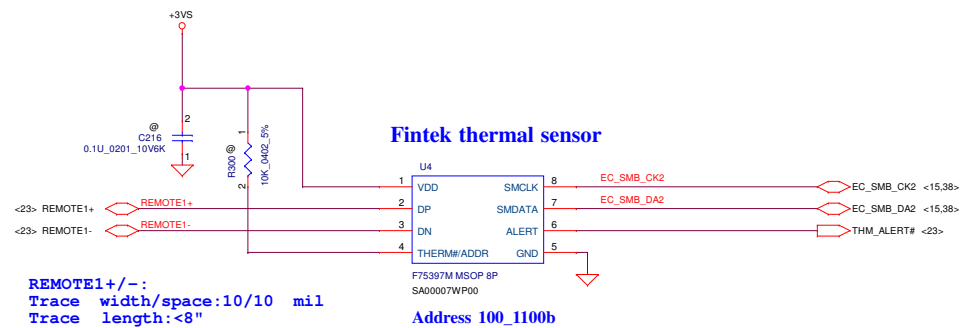 +3VS
@
C216
0.1U_0201_10V6K
2
1
R300
@
10K_0402_5%
1
2
Fintek thermal sensor
U4
1 VDD SMCLK 8 EC_SMB_CK2 EC_SMB_CK2 <15,38>
<23> REMOTE1+ REMOTE1+ 2 DP SMDATA 7 EC_SMB_DA2 EC_SMB_DA2 <15,38>
<23> REMOTE1- REMOTE1- 3 DN ALERT 6 THM_ALERT# <23>
4 THERM#/ADDR GND 5
F75397M MSOP 8P
SA00007WP00
REMOTE1+/-:
Trace width/space:10/10 mil
Trace length:<8"
Address 100_1100b